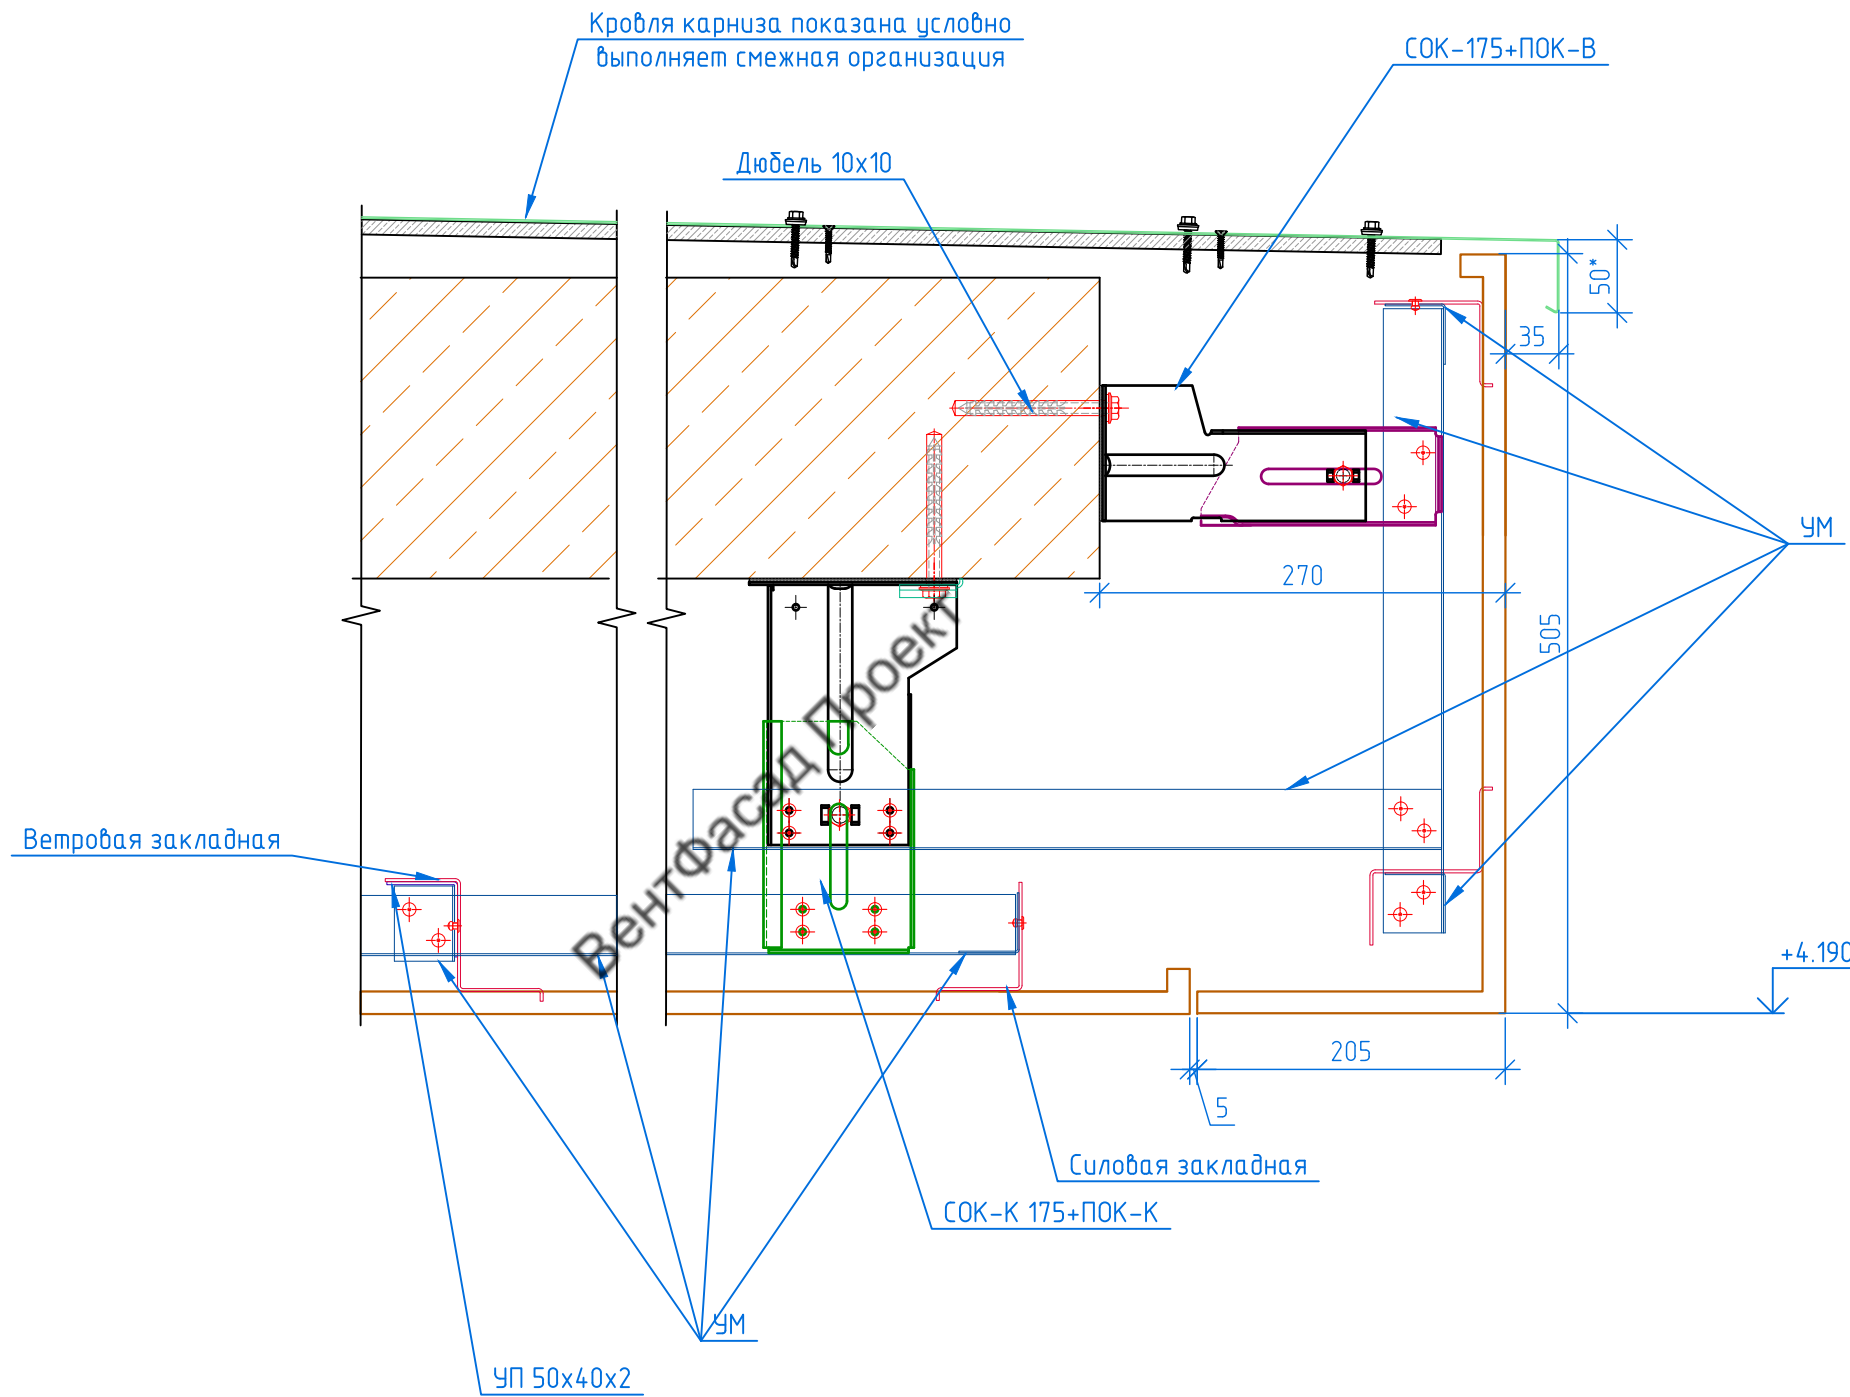 Кровля карниза показана условно
выполняет смежная организация
СОК-175+ПОК-В
Дюбель 10х10
50*
35
УМ
270
505
Ветровая закладная
ВентФасад Проект
+4.190
205
5
Силовая закладная
СОК-К 175+ПОК-К
УМ
УП 50х40х2